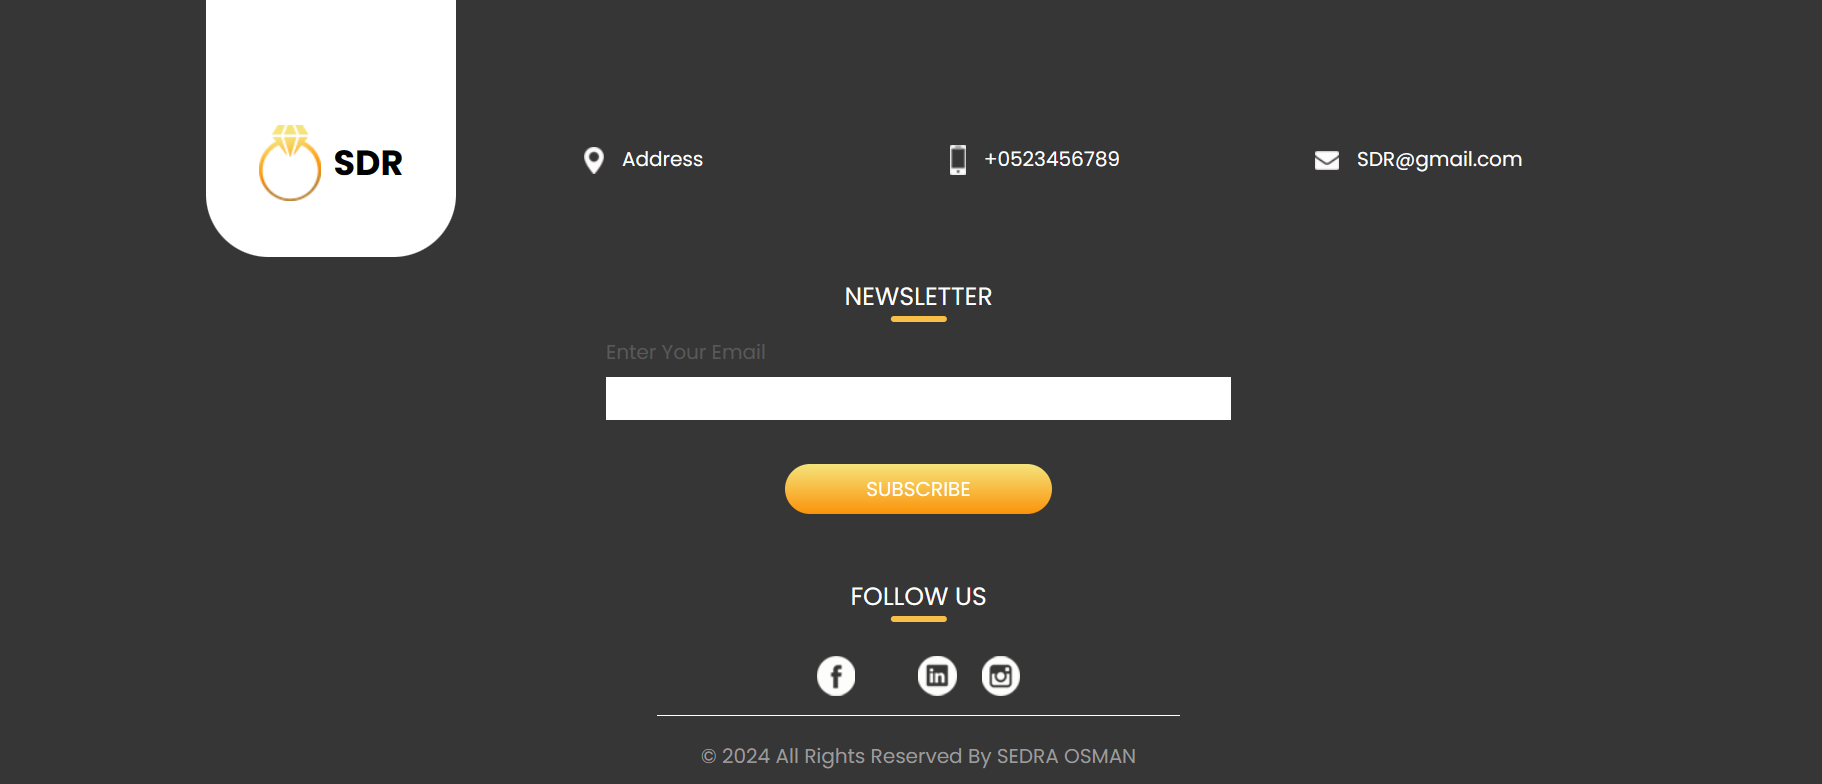 SDR
Address
+0523456789
SDR@gmail.com
NEWSLETTER
Enter Your Email
SUBSCRIBE
FOLLOW US
© 2024 All Rights Reserved By SEDRA OSMAN